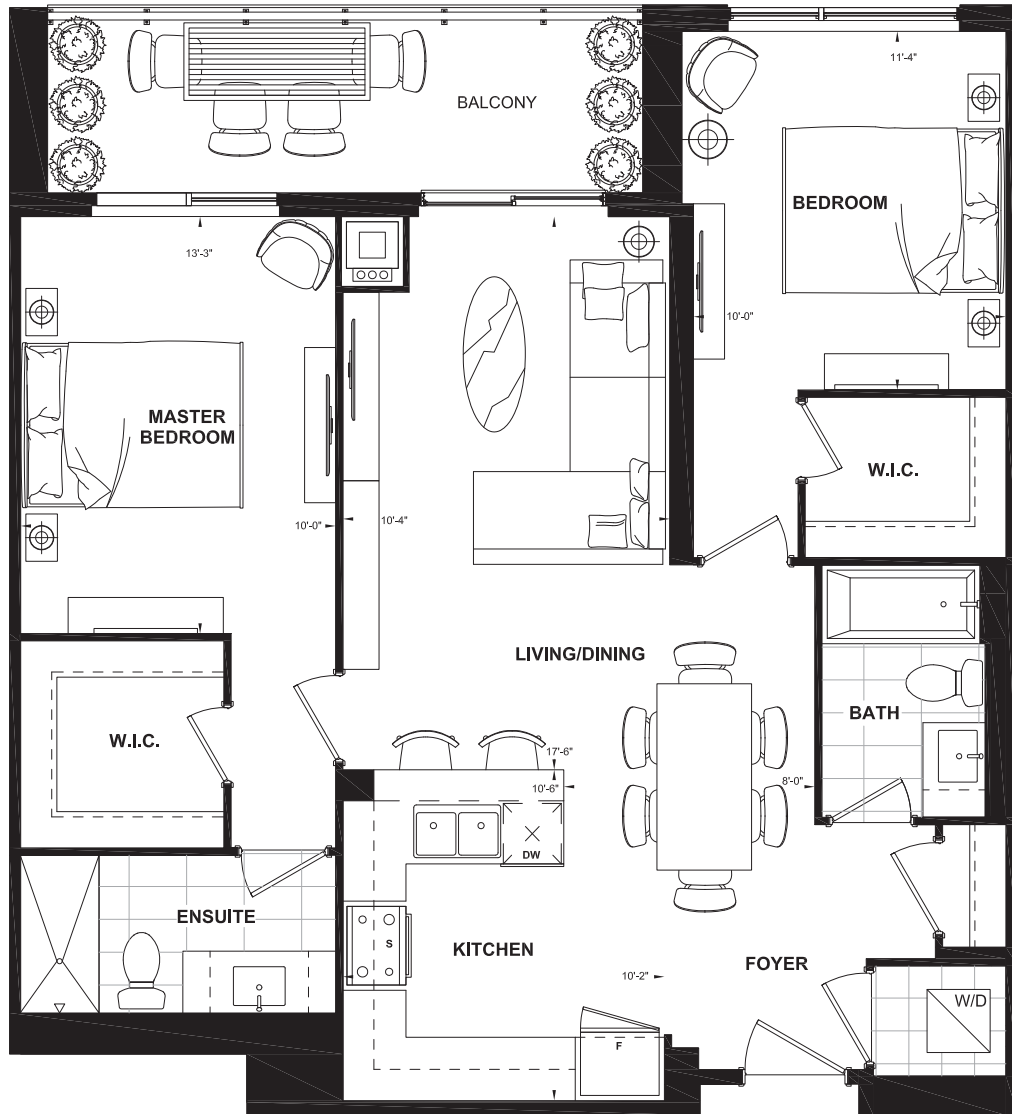 11'-4"
BALCONY
BEDROOM
13'-3"
10'-0"
MASTER
BEDROOM
W.I.C.
10'-0"
10'-4"
LIVING/DINING
BATH
W.I.C.
17'-6"
10'-6"
8'-0"
DW
ENSUITE
S
KITCHEN
FOYER
10'-2"
W/D
F